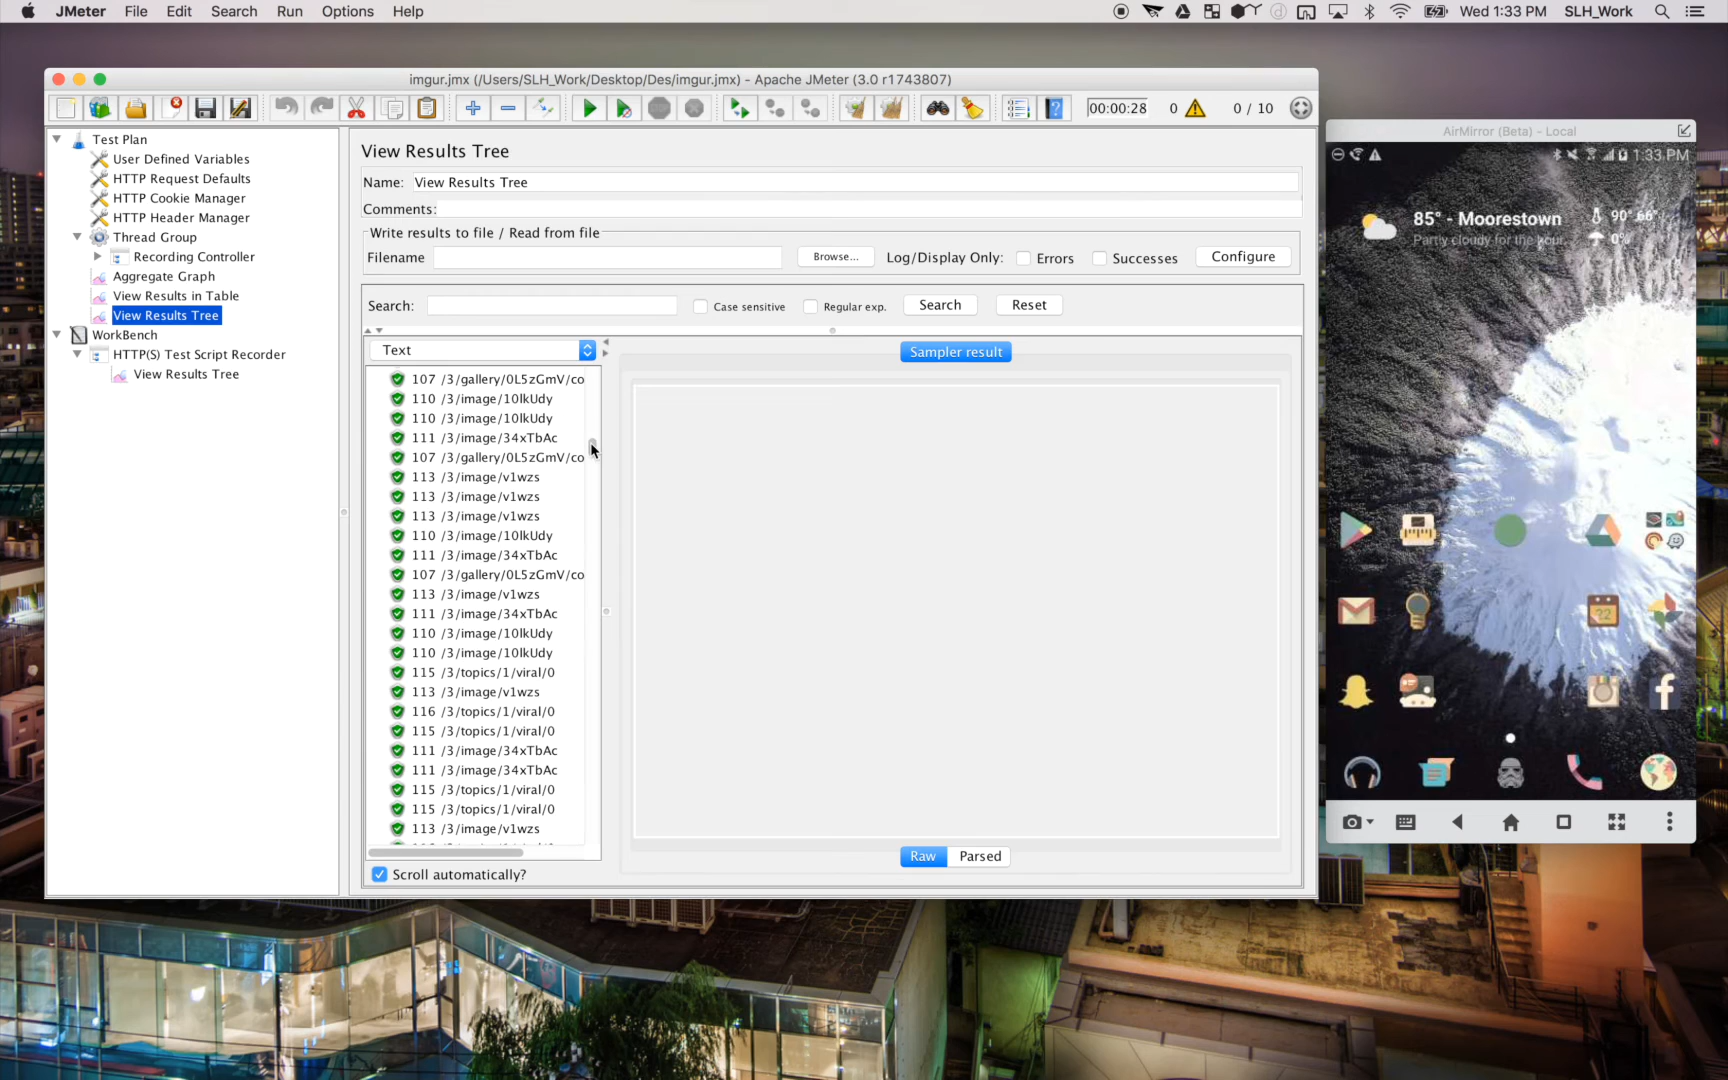 JMeter File Edit Search Run Options Help Wed 1:33 PM SLH_Work
imgur.jmx (/Users/SLH_Work/Desktop/Des/imgur.jmx) - Apache JMeter (3.0 r1743807)
00:00:28 0 0 / 10
Test Plan
User Defined Variables
HTTP Request Defaults
HTTP Cookie Manager
HTTP Header Manager
Thread Group
Recording Controller
Aggregate Graph
View Results in Table
View Results Tree
WorkBench
HTTP(S) Test Script Recorder
View Results Tree
View Results Tree
Name: View Results Tree
Comments:
Write results to file / Read from file
Filename Browse... Log/Display Only: Errors Successes Configure
Search: Case sensitive Regular exp. Search Reset
Text
107 /3/gallery/0L5zGmV/co
110 /3/image/10lkUdy
110 /3/image/10lkUdy
111 /3/image/34xTbAc
107 /3/gallery/0L5zGmV/co
113 /3/image/v1wzs
113 /3/image/v1wzs
113 /3/image/v1wzs
110 /3/image/10lkUdy
111 /3/image/34xTbAc
107 /3/gallery/0L5zGmV/co
113 /3/image/v1wzs
111 /3/image/34xTbAc
110 /3/image/10lkUdy
110 /3/image/10lkUdy
115 /3/topics/1/viral/0
113 /3/image/v1wzs
116 /3/topics/1/viral/0
115 /3/topics/1/viral/0
111 /3/image/34xTbAc
111 /3/image/34xTbAc
115 /3/topics/1/viral/0
115 /3/topics/1/viral/0
113 /3/image/v1wzs
Scroll automatically?
Sampler result
Raw Parsed
AirMirror (Beta) - Local
1:33 PM
85° - Moorestown
Partly cloudy for the hour.
90° 66°
0%
22